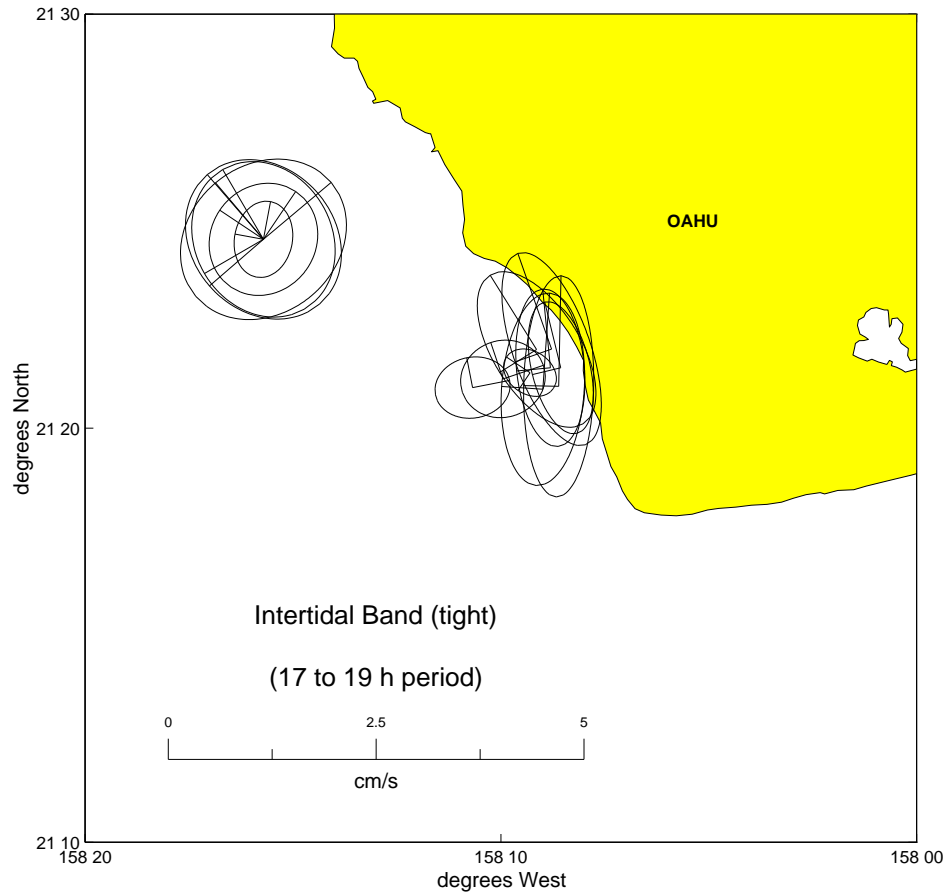 21 30
OAHU
degrees North
21 20
Intertidal Band (tight)
(17 to 19 h period)
0 2.5 5
cm/s
21 10
158 20 158 10 158 00
degrees West